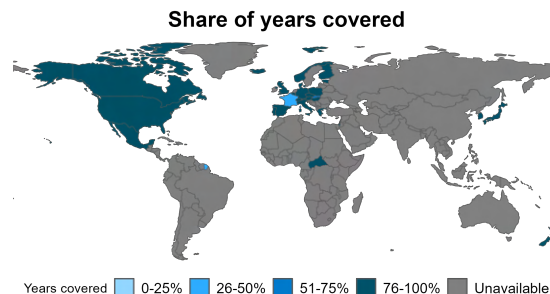 Share of years covered
Years covered 0-25% 26-50% 51-75% 76-100% Unavailable